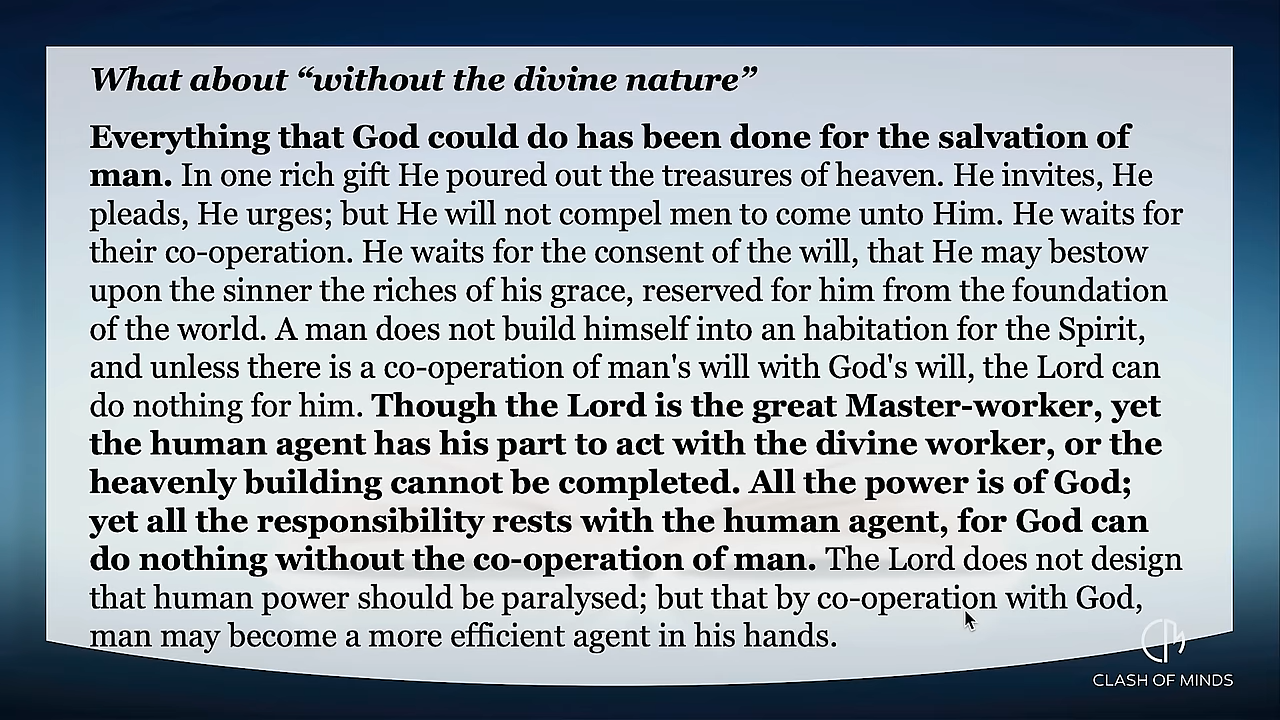 What about “without the divine nature”
Everything that God could do has been done for the salvation of
man. In one rich gift He poured out the treasures of heaven. He invites, He
pleads, He urges; but He will not compel men to come unto Him. He waits for
their co-operation. He waits for the consent of the will, that He may bestow
upon the sinner the riches of his grace, reserved for him from the foundation
of the world. A man does not build himself into an habitation for the Spirit,
and unless there is a co-operation of man's will with God's will, the Lord can
do nothing for him. Though the Lord is the great Master-worker, yet
the human agent has his part to act with the divine worker, or the
heavenly building cannot be completed. All the power is of God;
yet all the responsibility rests with the human agent, for God can
do nothing without the co-operation of man. The Lord does not design
that human power should be paralysed; but that by co-operation with God,
man may become a more efficient agent in his hands.
CLASH OF MINDS